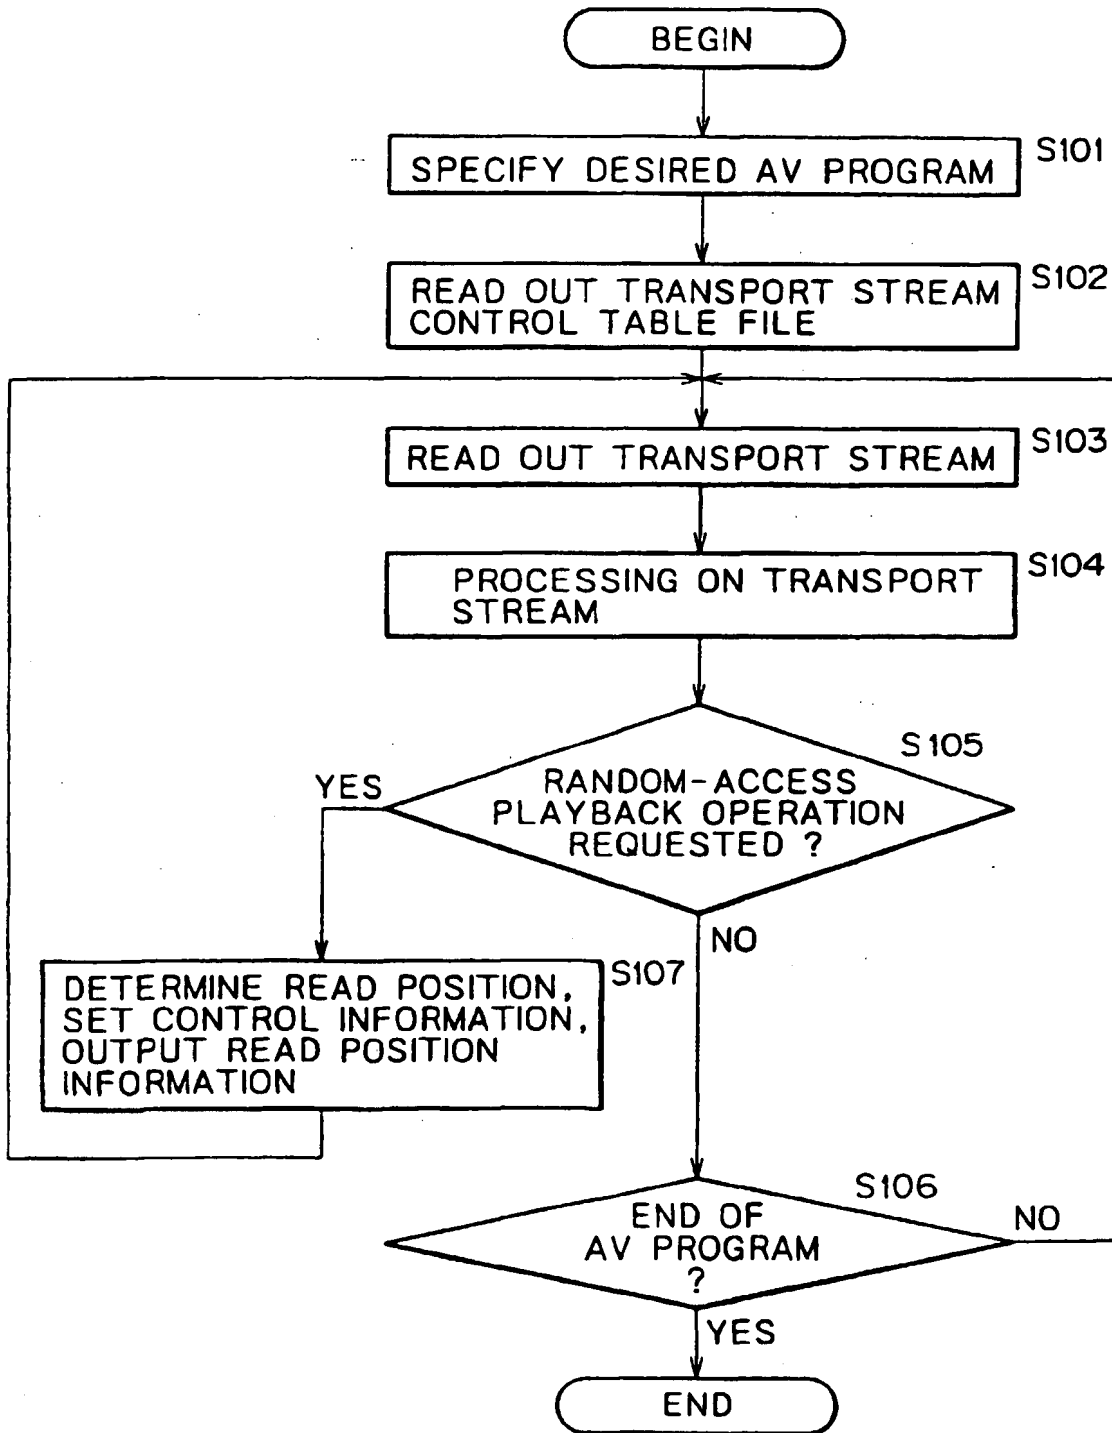 BEGIN
S101
SPECIFY DESIRED AV PROGRAM
S102
READ OUT TRANSPORT STREAM
CONTROL TABLE FILE
S103
READ OUT TRANSPORT STREAM
S104
PROCESSING ON TRANSPORT
STREAM
S105
YES
RANDOM-ACCESS
PLAYBACK OPERATION
REQUESTED ?
NO
S107
DETERMINE READ POSITION,
SET CONTROL INFORMATION,
OUTPUT READ POSITION
INFORMATION
S106
NO
END OF
AV PROGRAM
?
YES
END